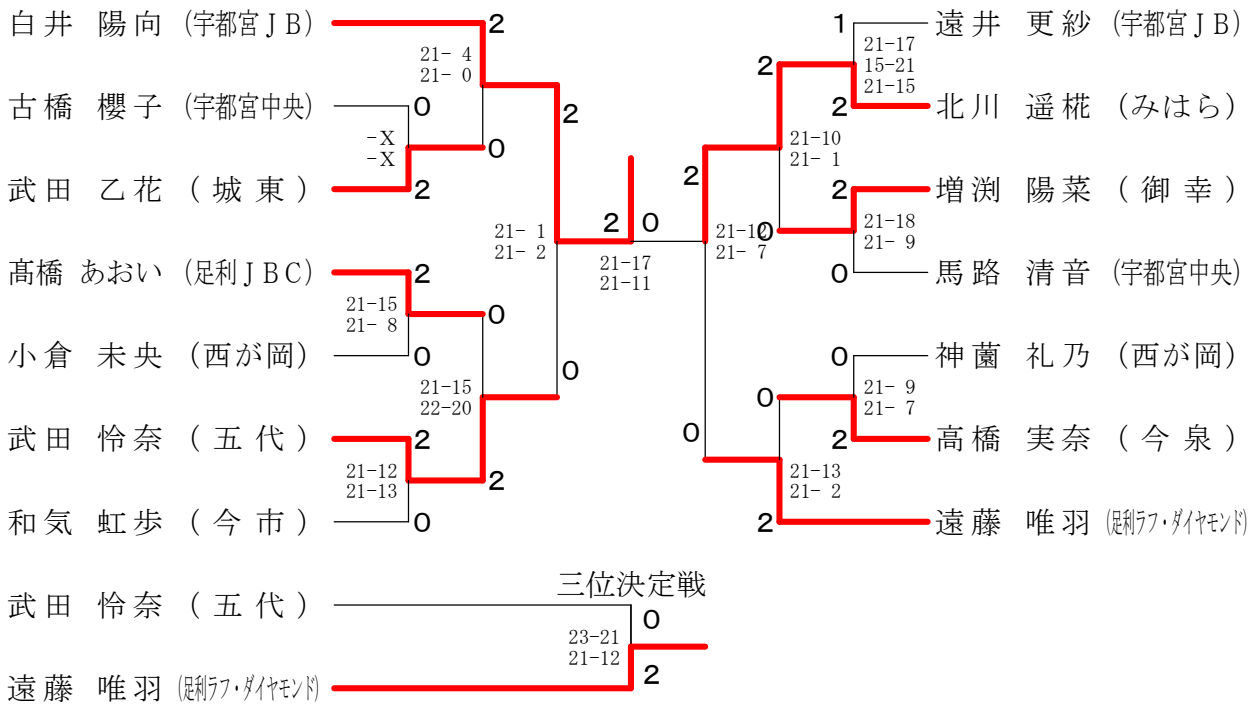 白井 陽向 (宇都宮JB)
2
21- 4
21- 0
古橋 櫻子 (宇都宮中央)
0
-X
-X
0
武田 乙花 (城東)
2
2
21- 1
21- 2
髙橋 あおい (足利JBC)
2
21-15
21- 8
0
小倉 未央 (西が岡)
0
21-15
22-20
0
武田 怜奈 (五代)
2
21-12
21-13
2
和気 虹歩 (今市)
0
2 0
21-17
21-11
1
遠井 更紗 (宇都宮JB)
21-17
15-21
21-15
2
2
北川 遥椛 (みはら)
21-10
21- 1
2
2
増渕 陽菜 (御幸)
21-18
21- 9
0
21-12
21- 7
0
馬路 清音 (宇都宮中央)
0
神薗 礼乃 (西が岡)
21- 9
21- 7
0
0
2
高橋 実奈 (今泉)
21-13
21- 2
2
遠藤 唯羽 (足利ラフ・ダイヤモンド)
三位決定戦
武田 怜奈 (五代)
0
23-21
21-12
2
遠藤 唯羽 (足利ラフ・ダイヤモンド)